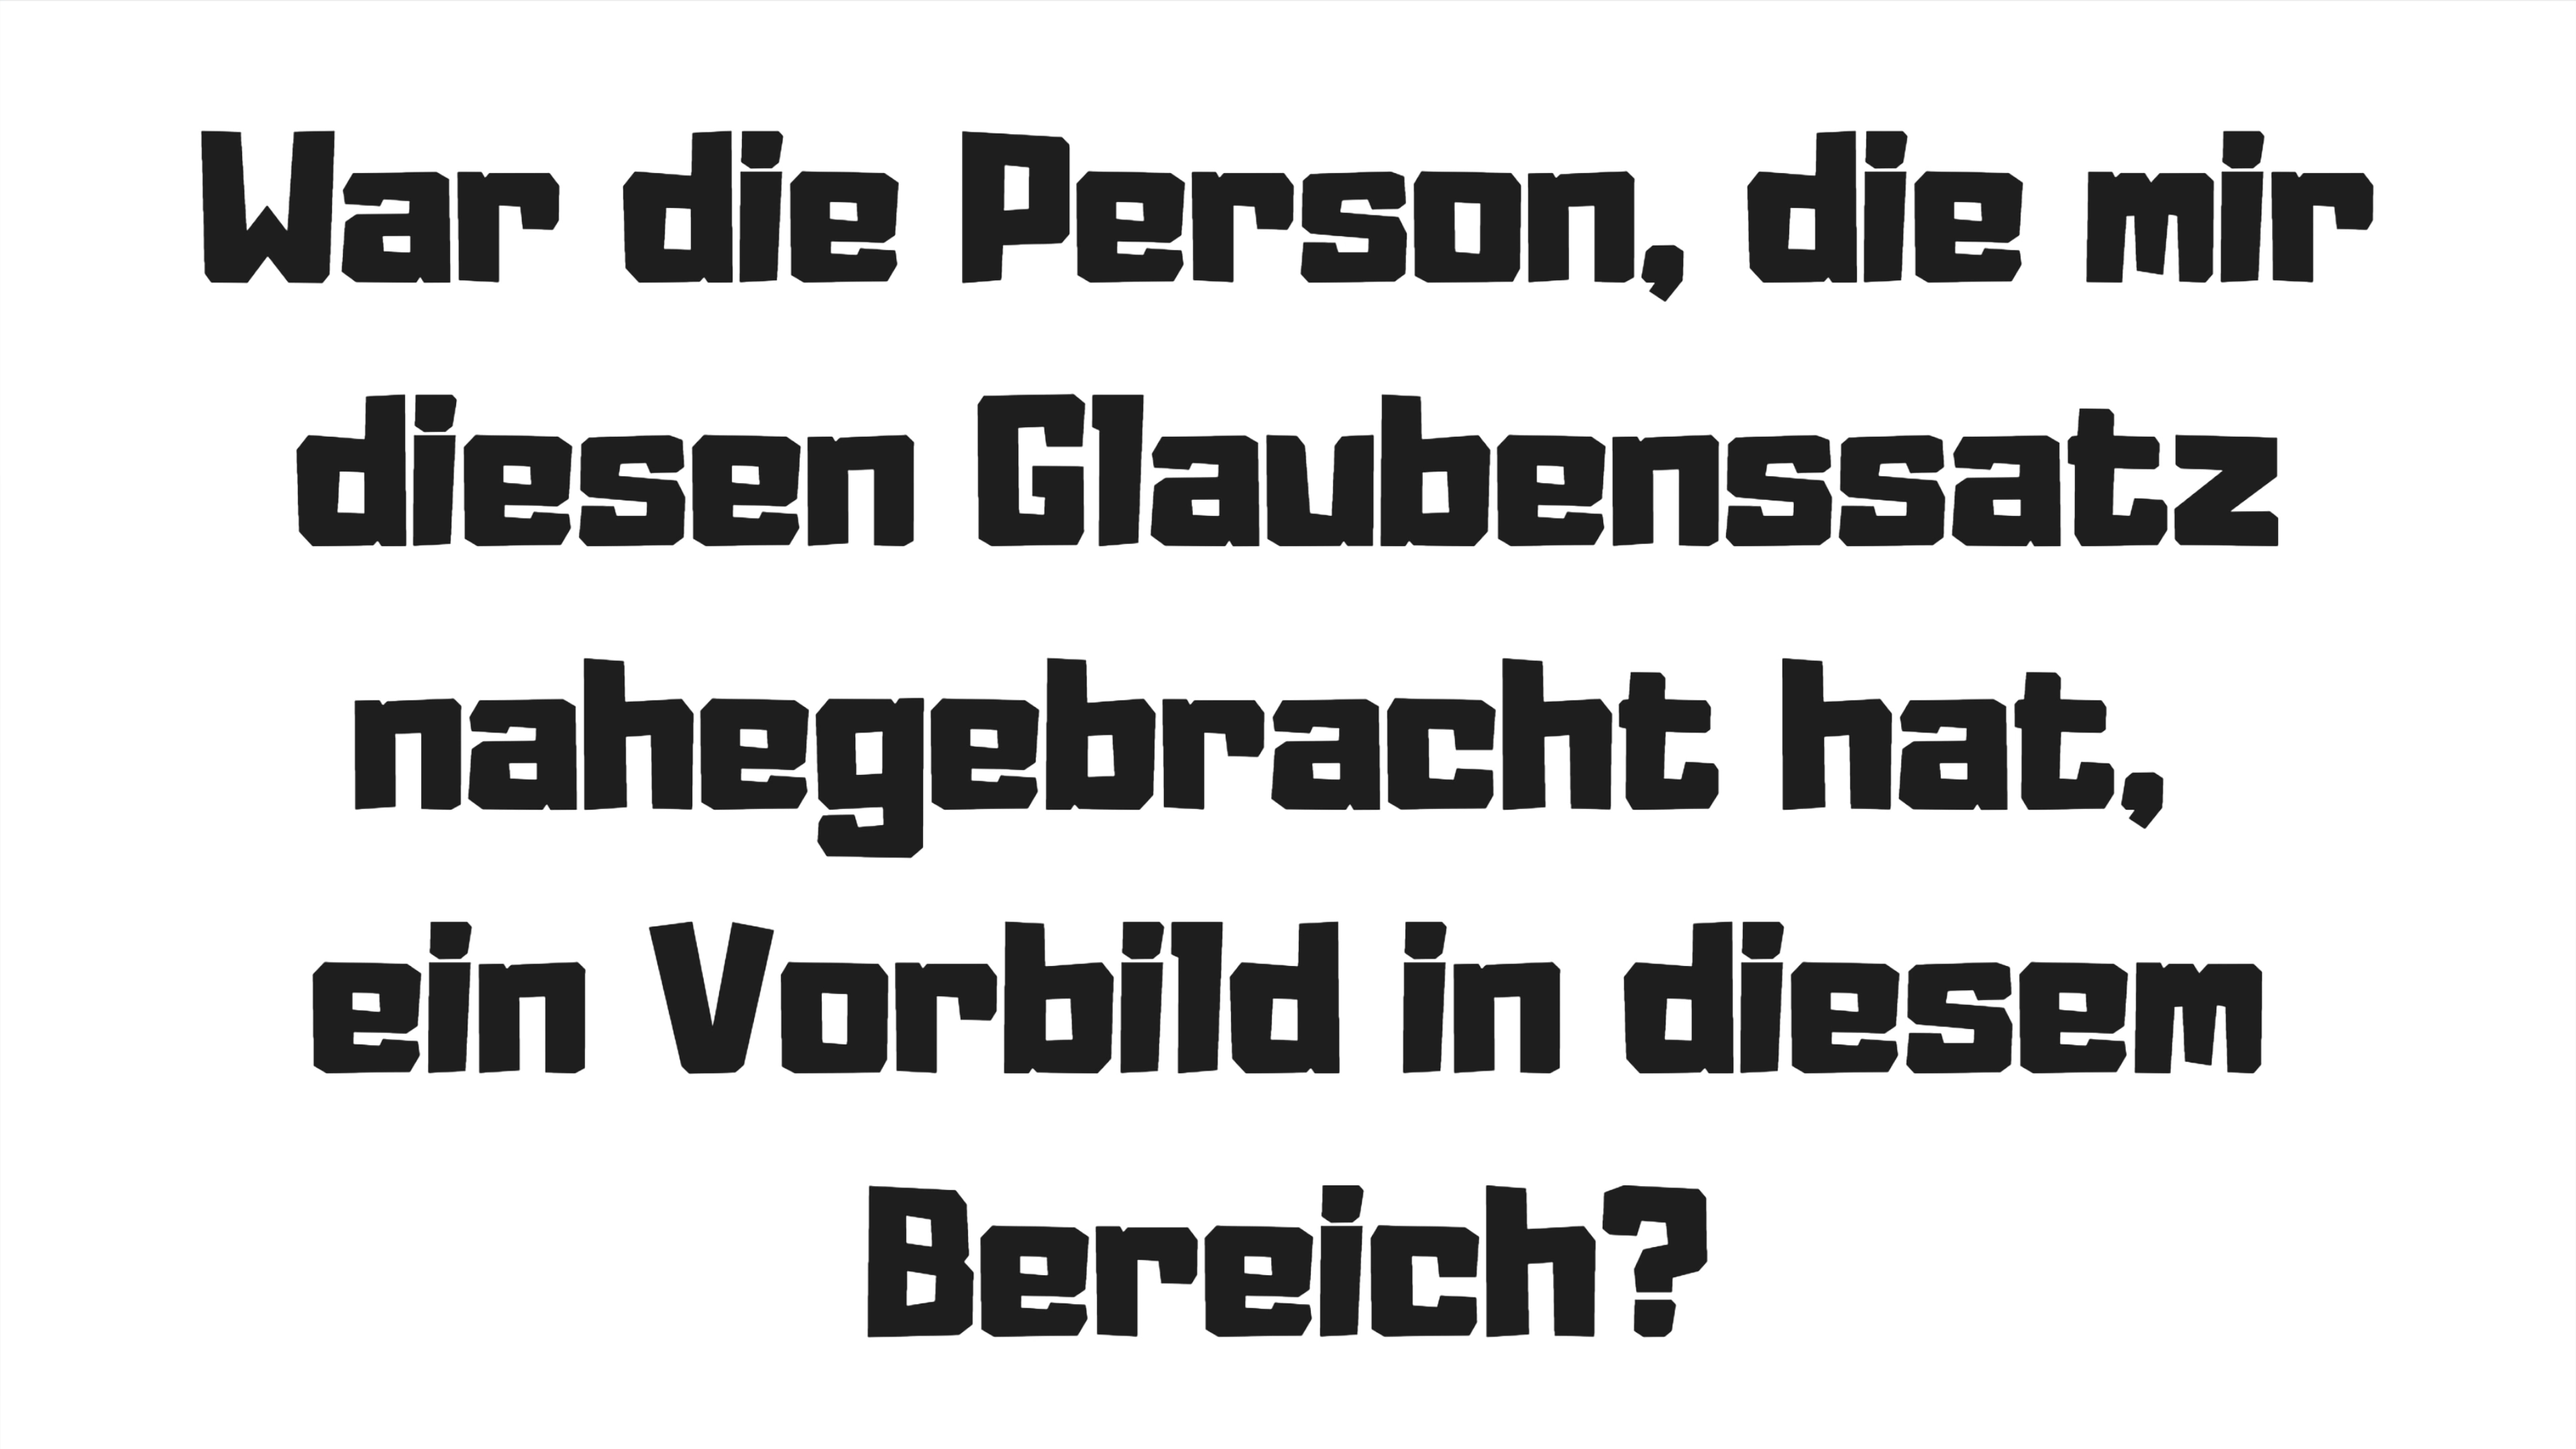 War die Person, die mir
diesen Glaubenssatz
nahegebracht hat,
ein Vorbild in diesem
Bereich?